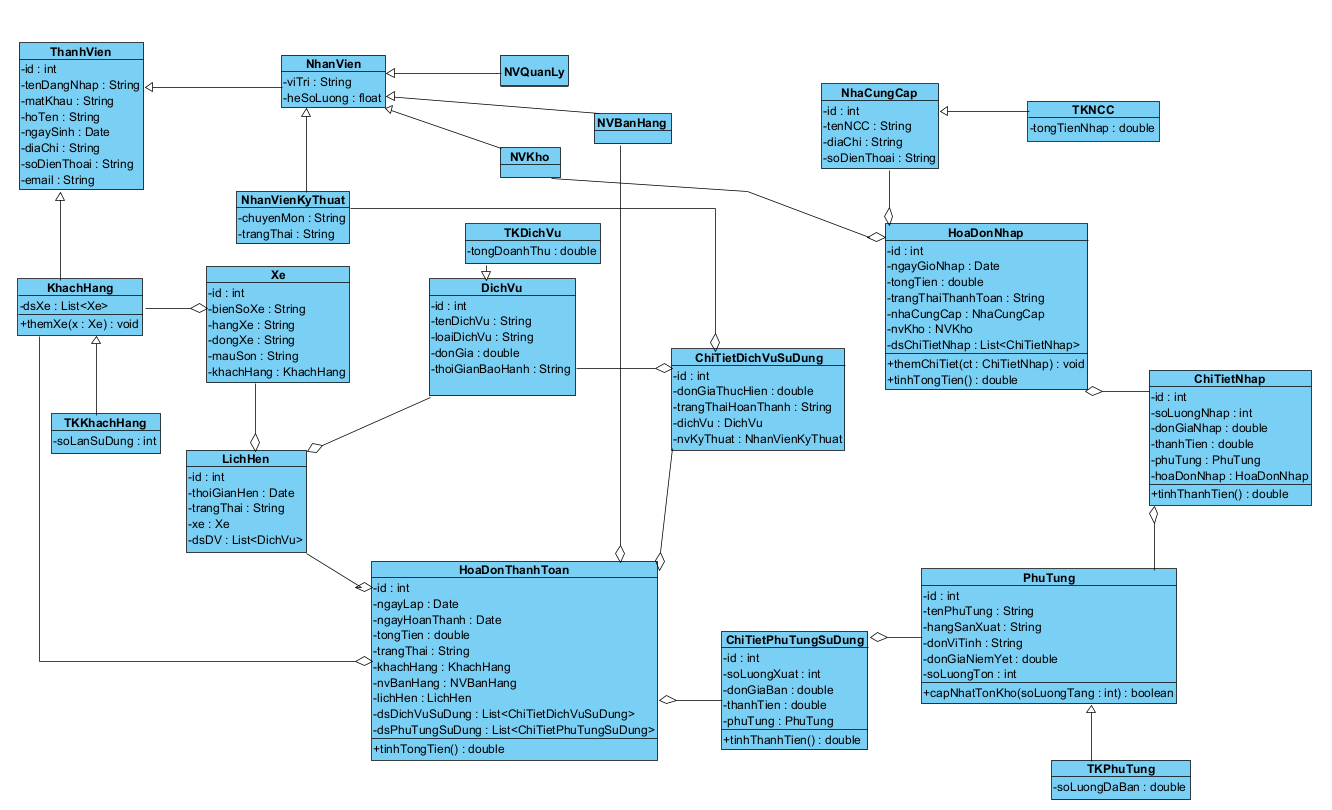 ThanhVien
-id : int
-tenDangNhap : String
-matKhau : String
-hoTen : String
-ngaySinh : Date
-diaChi : String
-soDienThoai : String
-email : String
NhanVien
-viTri : String
-heSoLuong : float
NVQuanLy
NVBanHang
NVKho
NhaCungCap
-id : int
-tenNCC : String
-diaChi : String
-soDienThoai : String
TKNCC
-tongTienNhap : double
NhanVienKyThuat
-chuyenMon : String
-trangThai : String
TKDichVu
-tongDoanhThu : double
HoaDonNhap
-id : int
-ngayGioNhap : Date
-tongTien : double
-trangThaiThanhToan : String
-nhaCungCap : NhaCungCap
-nvKho : NVKho
-dsChiTietNhap : List<ChiTietNhap>
+themChiTiet(ct : ChiTietNhap) : void
+tinhTongTien() : double
KhachHang
-dsXe : List<Xe>
+themXe(x : Xe) : void
Xe
-id : int
-bienSoXe : String
-hangXe : String
-dongXe : String
-mauSon : String
-khachHang : KhachHang
DichVu
-id : int
-tenDichVu : String
-loaiDichVu : String
-donGia : double
-thoiGianBaoHanh : String
ChiTietDichVuSuDung
-id : int
-donGiaThucHien : double
-trangThaiHoanThanh : String
-dichVu : DichVu
-nvKyThuat : NhanVienKyThuat
ChiTietNhap
-id : int
-soLuongNhap : int
-donGiaNhap : double
-thanhTien : double
-phuTung : PhuTung
-hoaDonNhap : HoaDonNhap
+tinhThanhTien() : double
TKKhachHang
-soLanSuDung : int
LichHen
-id : int
-thoiGianHen : Date
-trangThai : String
-xe : Xe
-dsDV : List<DichVu>
HoaDonThanhToan
-id : int
-ngayLap : Date
-ngayHoanThanh : Date
-tongTien : double
-trangThai : String
-khachHang : KhachHang
-nvBanHang : NVBanHang
-lichHen : LichHen
-dsDichVuSuDung : List<ChiTietDichVuSuDung>
-dsPhuTungSuDung : List<ChiTietPhuTungSuDung>
+tinhTongTien() : double
ChiTietPhuTungSuDung
-id : int
-soLuongXuat : int
-donGiaBan : double
-thanhTien : double
-phuTung : PhuTung
+tinhThanhTien() : double
PhuTung
-id : int
-tenPhuTung : String
-hangSanXuat : String
-donViTinh : String
-donGiaNiemYet : double
-soLuongTon : int
+capNhatTonKho(soLuongTang : int) : boolean
TKPhuTung
-soLuongDaBan : double